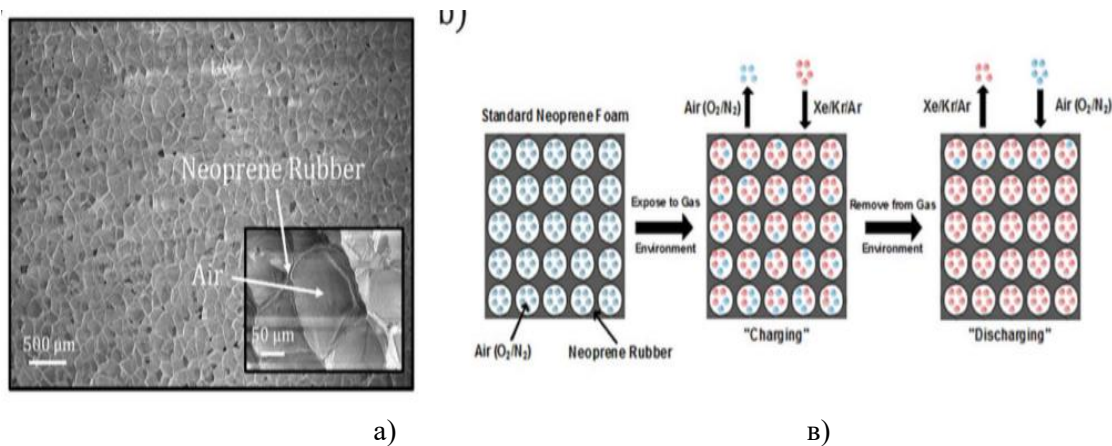 b)
Neoprene Rubber
Air
50 μm
500 μm
Standard Neoprene Foam
Air (O₂/N₂)
Xe/Kr/Ar
Xe/Kr/Ar
Air (O₂/N₂)
Expose to Gas
Environment
Remove from Gas
Environment
"Charging"
"Discharging"
Air (O₂/N₂)
Neoprene Rubber
а)
в)